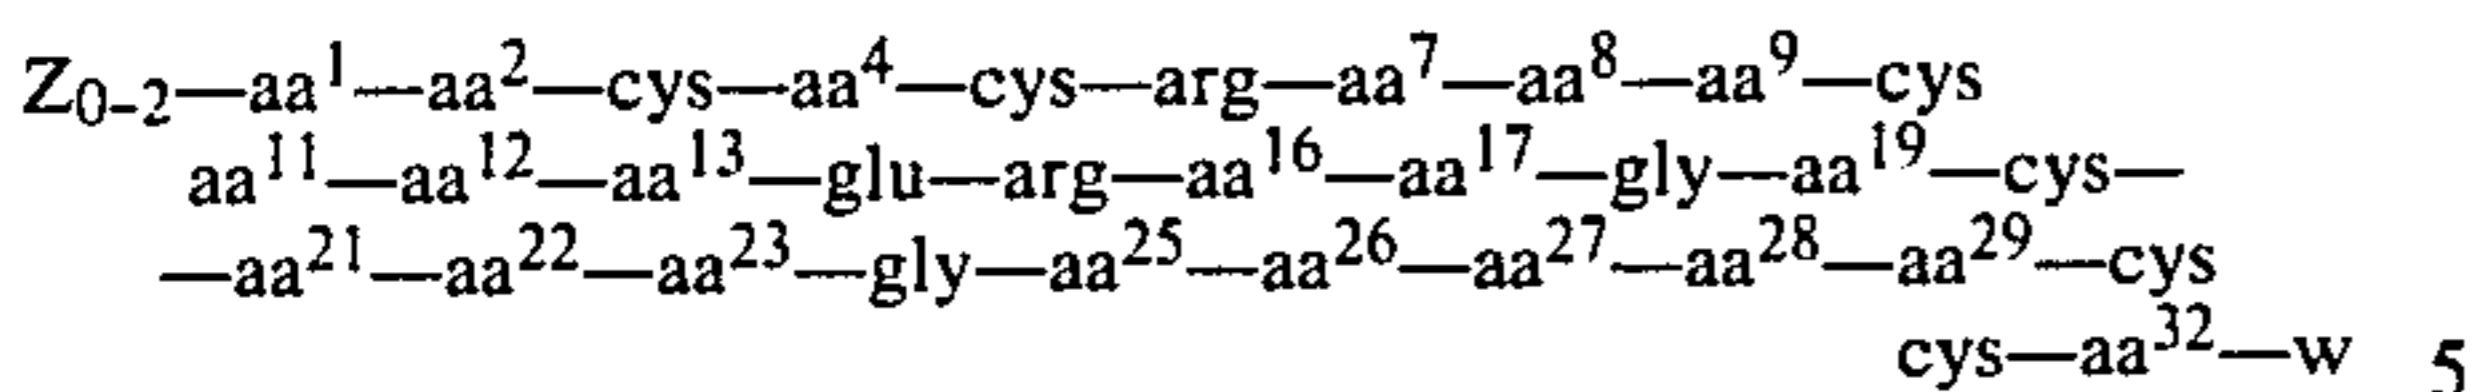 Z₀₋₂—aa¹—aa²—cys—aa⁴—cys—arg—aa⁷—aa⁸—aa⁹—cys
aa¹¹—aa¹²—aa¹³—glu—arg—aa¹⁶—aa¹⁷—gly—aa¹⁹—cys—
—aa²¹—aa²²—aa²³—gly—aa²⁵—aa²⁶—aa²⁷—aa²⁸—aa²⁹—cys
cys—aa³²—w 5